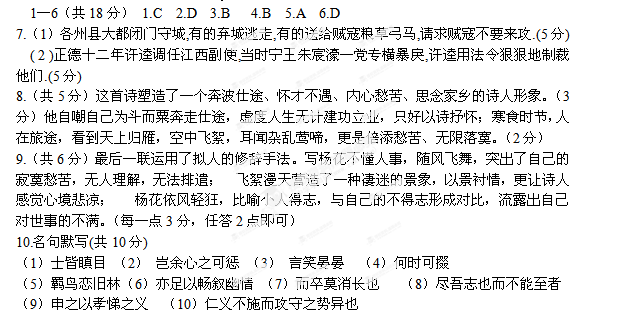 1—6（共18分） 1.C 2.D 3.B 4.B 5.A 6.D
7.（1）各州县大都闭门守城,有的弃城逃走,有的送给贼寇粮草弓马,请求贼寇不要来攻.(5分)
(2)正德十二年许逵调任江西副使,当时宁王朱宸濠一党专横暴戾,许逵用法令狠狠地制裁
他们.(5分)
8.（共5分）这首诗塑造了一个奔波仕途、怀才不遇、内心愁苦、思念家乡的诗人形象。（3
分）他自嘲自己为斗而粟奔走仕途，虚度人生无计建功立业，只好以诗抒怀；寒食时节，人
在旅途，看到天上归雁，空中飞絮，耳闻杂乱莺啼，更是倍添愁苦、无限落寞。（2分）
9.（共6分）最后一联运用了拟人的修辞手法。写杨花不懂人事，随风飞舞，突出了自己的
寂寞愁苦，无人理解，无法排遣； 飞絮漫天营造了一种凄迷的景象，以景衬情，更让诗人
感觉心境悲凉； 杨花依风轻狂，比喻小人得志，与自己的不得志形成对比，流露出自己
对世事的不满。（每一点3分，任答2点即可）
10.名句默写(共10分)
（1）士皆瞋目（2） 岂余心之可惩 （3） 言笑晏晏 （4）何时可掇
（5）羁鸟恋旧林（6）亦足以畅叙幽情 （7）而卒莫消长也 （8）尽吾志也而不能至者
（9）申之以孝悌之义 （10）仁义不施而攻守之势异也